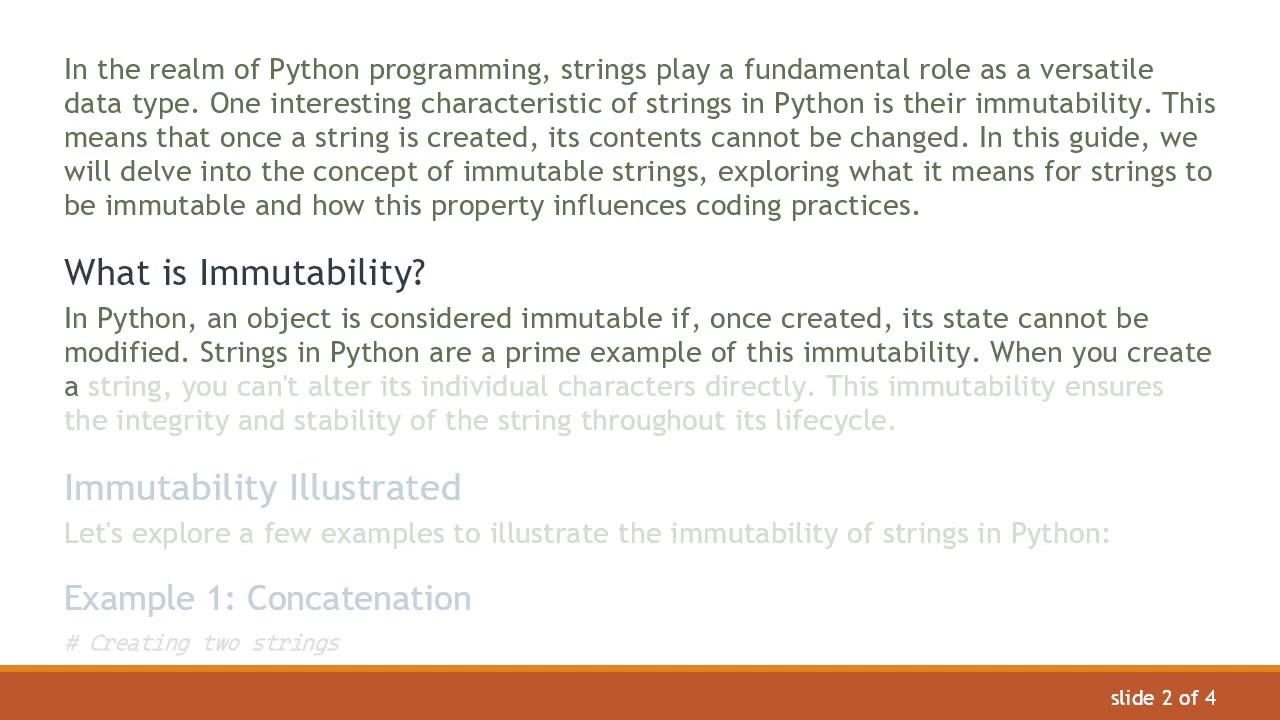 In the realm of Python programming, strings play a fundamental role as a versatile
data type. One interesting characteristic of strings in Python is their immutability. This
means that once a string is created, its contents cannot be changed. In this guide, we
will delve into the concept of immutable strings, exploring what it means for strings to
be immutable and how this property influences coding practices.
What is Immutability?
In Python, an object is considered immutable if, once created, its state cannot be
modified. Strings in Python are a prime example of this immutability. When you create
a string, you can't alter its individual characters directly. This immutability ensures
the integrity and stability of the string throughout its lifecycle.
Immutability Illustrated
Let's explore a few examples to illustrate the immutability of strings in Python:
Example 1: Concatenation
# Creating two strings
slide 2 of 4